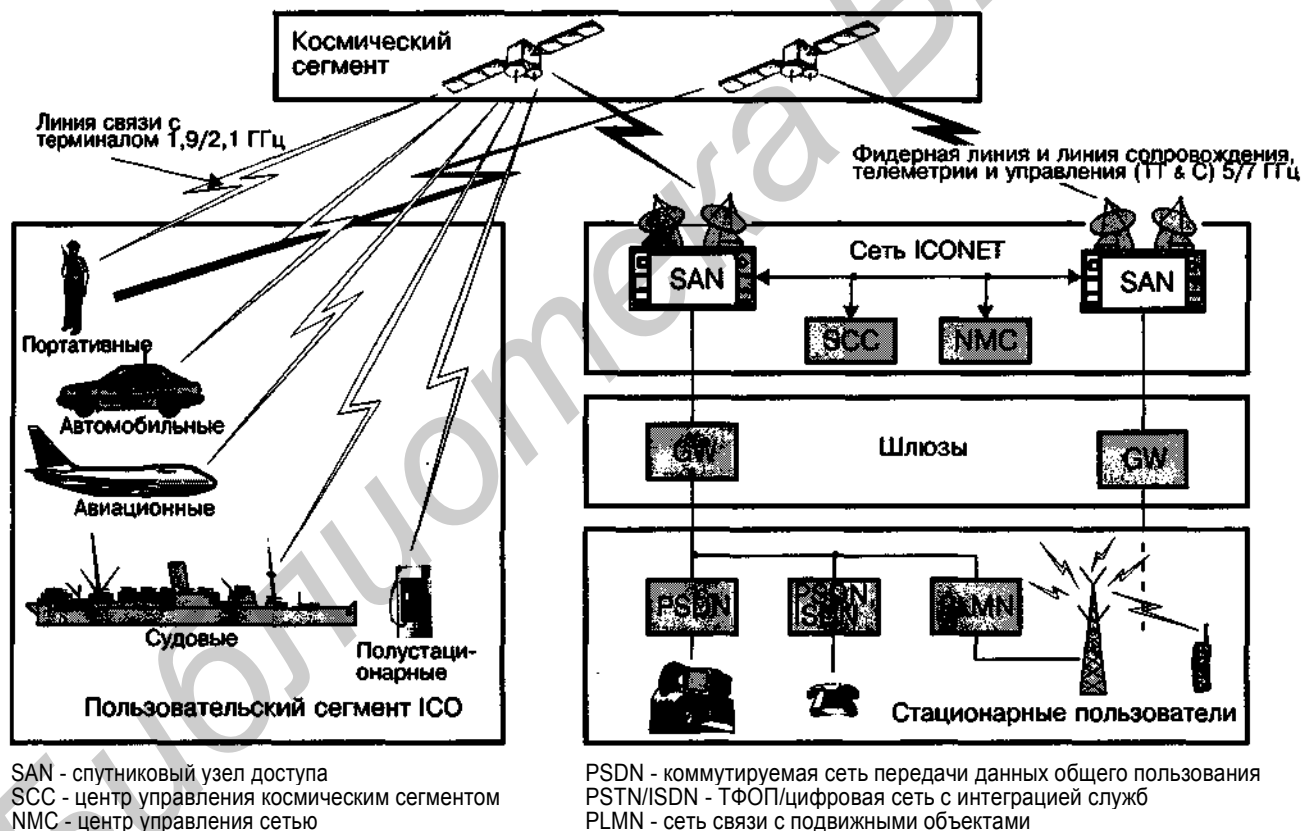 Космический
сегмент
Линия связи с
терминалом 1,9/2,1 ГГц
Фидерная линия и линия сопровождения,
телеметрии и управления (ТТ & С) 5/7 ГГц
Сеть ICONET
SAN
SAN
SCC
NMC
Портативные
Автомобильные
Авиационные
Судовые
Полустаци-
онарные
Пользовательский сегмент ICO
GW
Шлюзы
GW
PSDN
PSDN
ISDN
PLMN
Стационарные пользователи
SAN - спутниковый узел доступа
SCC - центр управления космическим сегментом
NMC - центр управления сетью
PSDN - коммутируемая сеть передачи данных общего пользования
PSTN/ISDN - ТФОП/цифровая сеть с интеграцией служб
PLMN - сеть связи с подвижными объектами
Библиотека